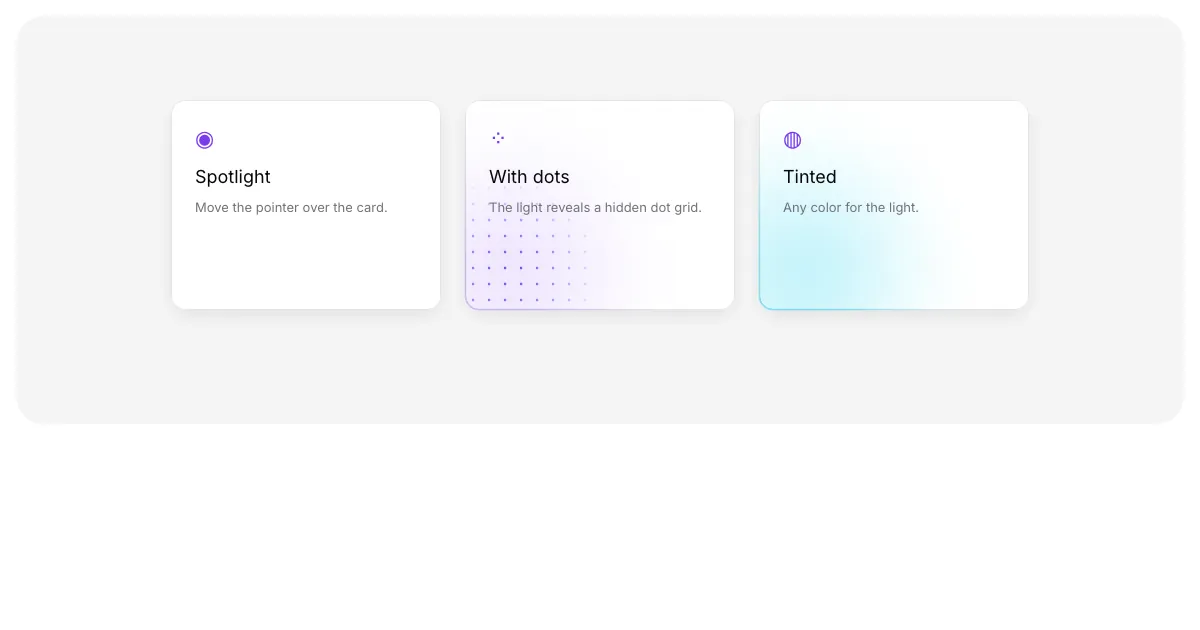 Spotlight
Move the pointer over the card.
With dots
The light reveals a hidden dot grid.
Tinted
Any color for the light.